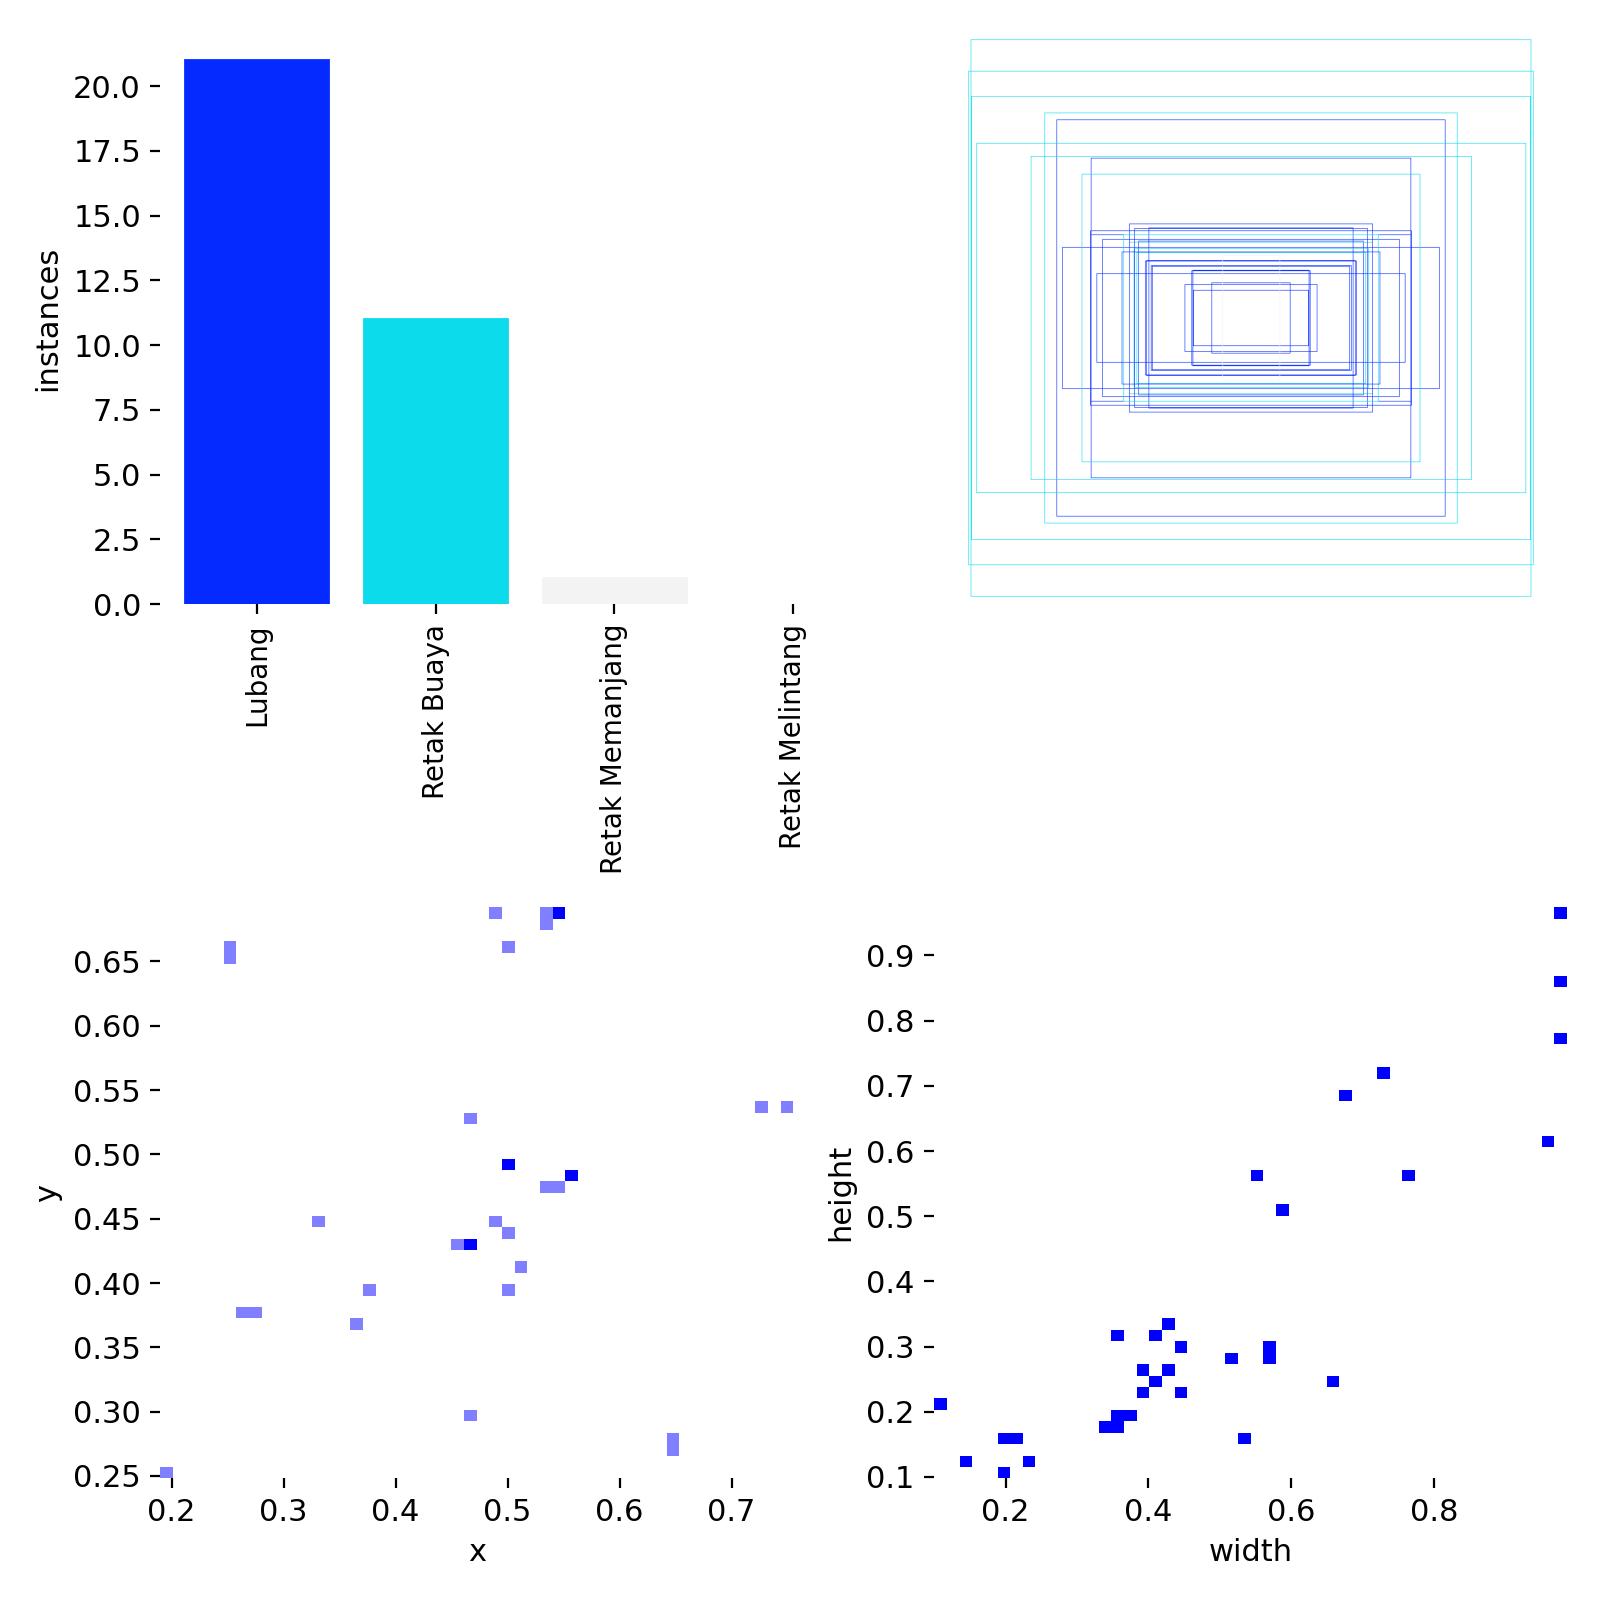 instances
20.0
17.5
15.0
12.5
10.0
7.5
5.0
2.5
0.0
Lubang
Retak Buaya
Retak Memanjang
Retak Melintang
y
0.65
0.60
0.55
0.50
0.45
0.40
0.35
0.30
0.25
0.2 0.3 0.4 0.5 0.6 0.7
x
height
0.9
0.8
0.7
0.6
0.5
0.4
0.3
0.2
0.1
0.2 0.4 0.6 0.8
width